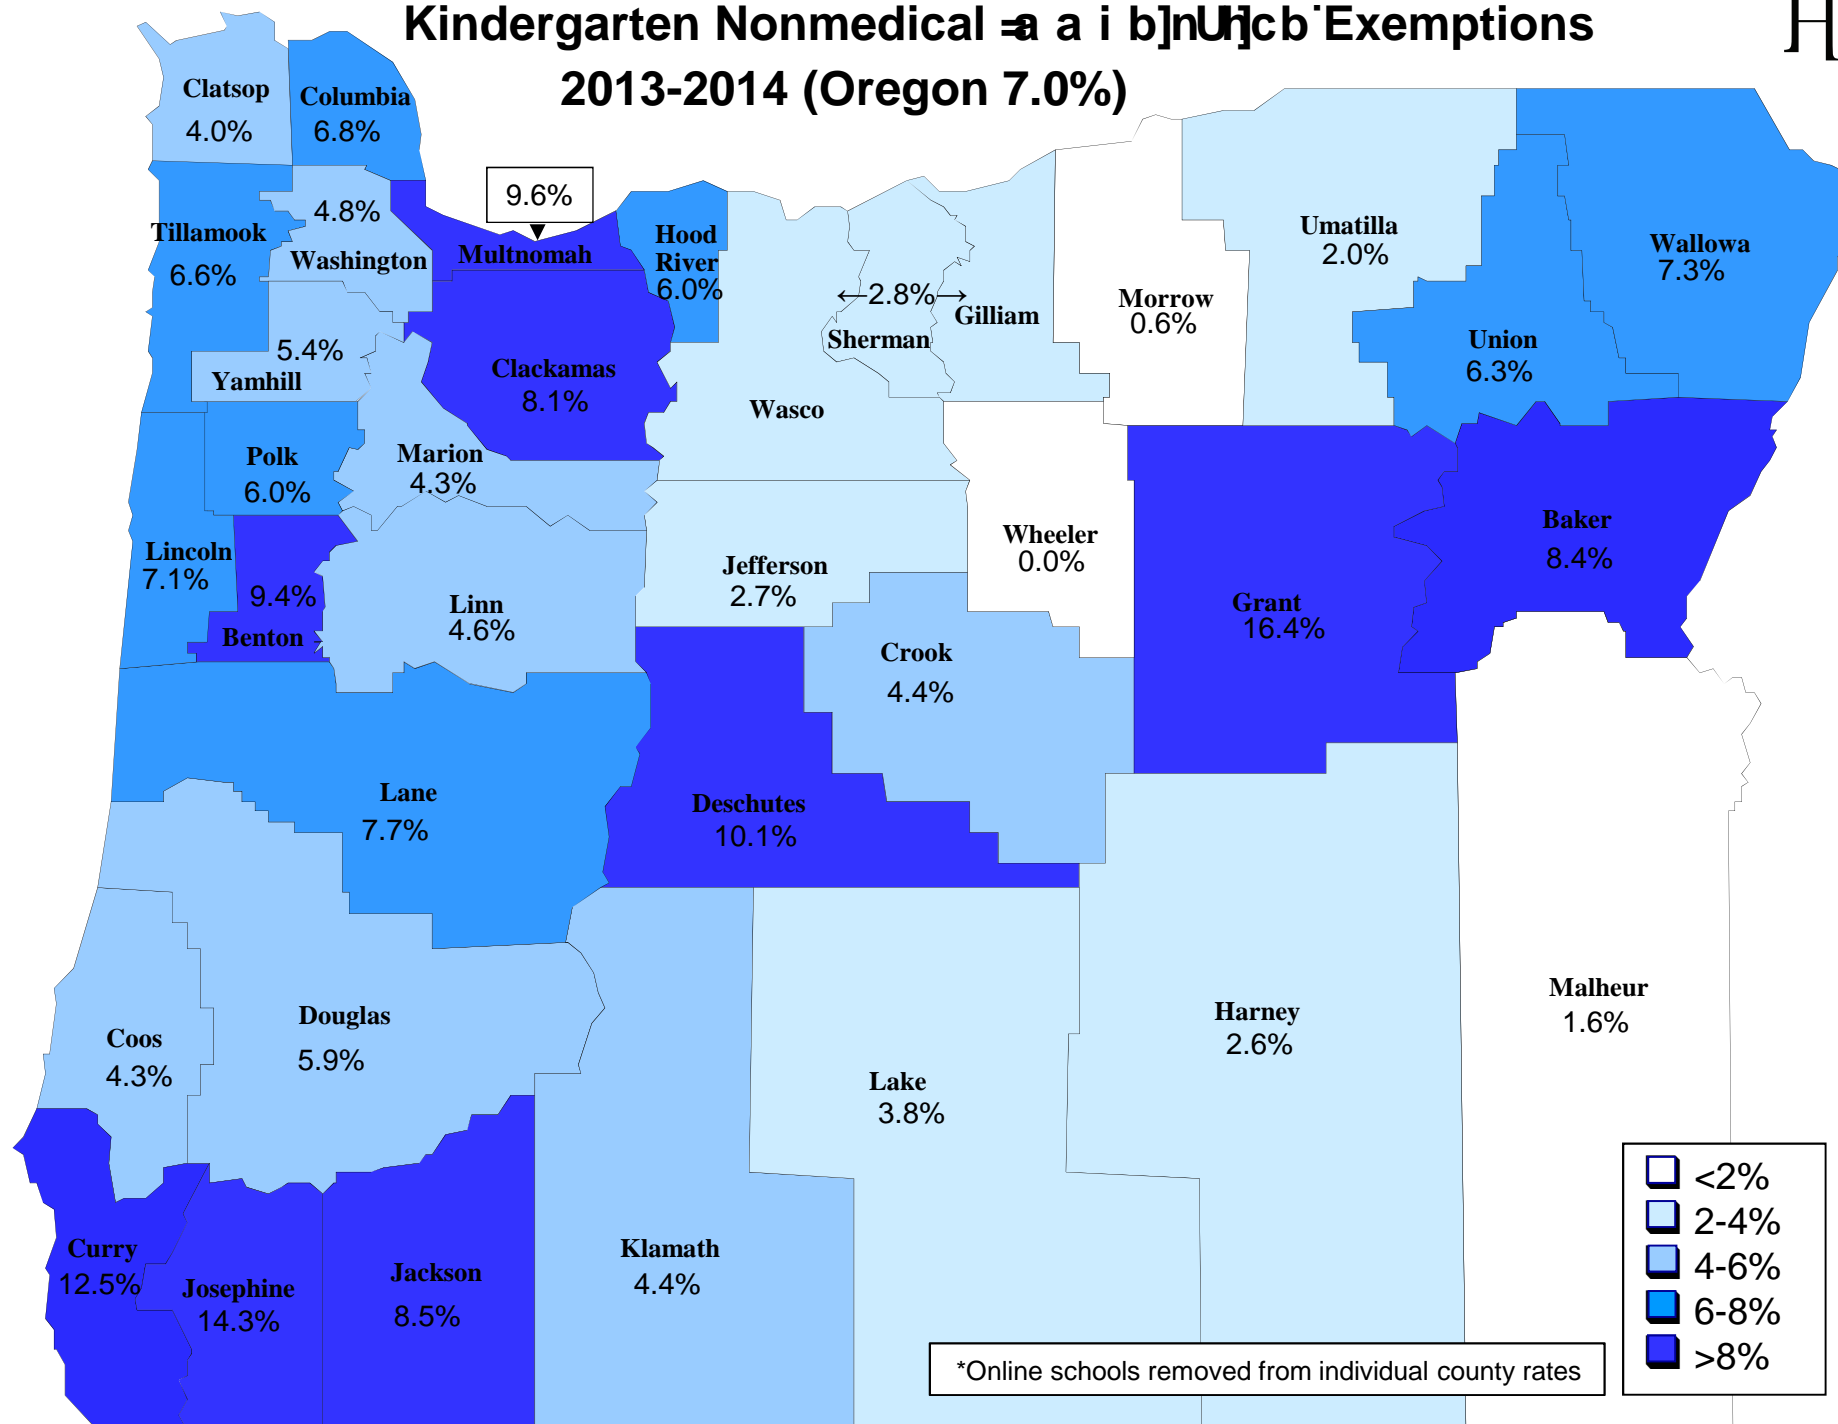 Kindergarten Nonmedical Exemptions
2013-2014 (Oregon 7.0%)
Clatsop
4.0%
Columbia
6.8%
9.6%
Multnomah
Tillamook
6.6%
4.8%
Washington
Hood
River
6.0%
5.4%
Yamhill
Clackamas
8.1%
Wasco
←2.8%→
Sherman
Gilliam
Morrow
0.6%
Umatilla
2.0%
Union
6.3%
Wallowa
7.3%
Polk
6.0%
Marion
4.3%
Lincoln
7.1%
9.4%
Benton
Linn
4.6%
Jefferson
2.7%
Wheeler
0.0%
Grant
16.4%
Baker
8.4%
Crook
4.4%
Lane
7.7%
Deschutes
10.1%
Coos
4.3%
Douglas
5.9%
Lake
3.8%
Harney
2.6%
Malheur
1.6%
Curry
12.5%
Josephine
14.3%
Jackson
8.5%
Klamath
4.4%
<2%
2-4%
4-6%
6-8%
>8%
*Online schools removed from individual county rates